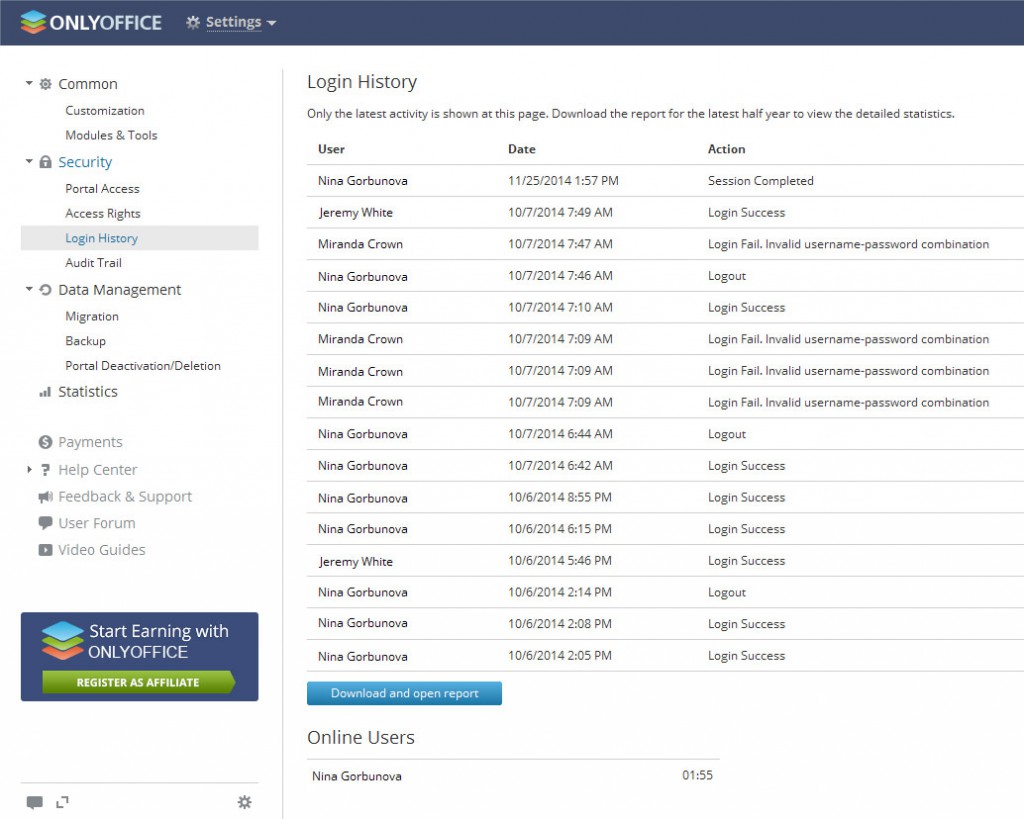 ONLYOFFICE Settings
Common
Customization
Modules & Tools
Security
Portal Access
Access Rights
Login History
Audit Trail
Data Management
Migration
Backup
Portal Deactivation/Deletion
Statistics
Payments
Help Center
Feedback & Support
User Forum
Video Guides
Start Earning with
ONLYOFFICE
REGISTER AS AFFILIATE
Login History
Only the latest activity is shown at this page. Download the report for the latest half year to view the detailed statistics.
User Date Action
Nina Gorbunova 11/25/2014 1:57 PM Session Completed
Jeremy White 10/7/2014 7:49 AM Login Success
Miranda Crown 10/7/2014 7:47 AM Login Fail. Invalid username-password combination
Nina Gorbunova 10/7/2014 7:46 AM Logout
Nina Gorbunova 10/7/2014 7:10 AM Login Success
Miranda Crown 10/7/2014 7:09 AM Login Fail. Invalid username-password combination
Miranda Crown 10/7/2014 7:09 AM Login Fail. Invalid username-password combination
Miranda Crown 10/7/2014 7:09 AM Login Fail. Invalid username-password combination
Nina Gorbunova 10/7/2014 6:44 AM Logout
Nina Gorbunova 10/7/2014 6:42 AM Login Success
Nina Gorbunova 10/6/2014 8:55 PM Login Success
Nina Gorbunova 10/6/2014 6:15 PM Login Success
Jeremy White 10/6/2014 5:46 PM Login Success
Nina Gorbunova 10/6/2014 2:14 PM Logout
Nina Gorbunova 10/6/2014 2:08 PM Login Success
Nina Gorbunova 10/6/2014 2:05 PM Login Success
Download and open report
Online Users
Nina Gorbunova 01:55